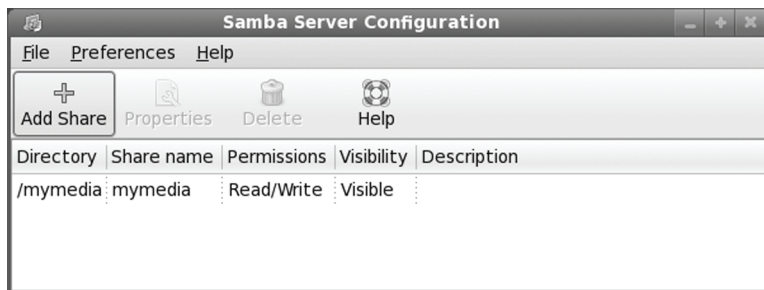 Samba Server Configuration
File Preferences Help
Add Share Properties Delete Help
Directory Share name Permissions Visibility Description
/mymedia mymedia Read/Write Visible